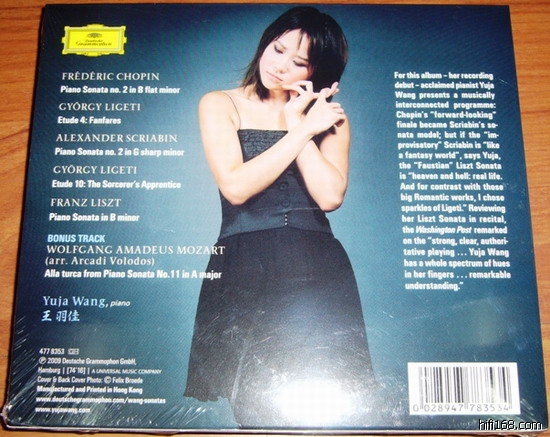 Deutsche
Grammophon
FRÉDÉRIC CHOPIN
Piano Sonata no. 2 in B flat minor
GYÖRGY LIGETI
Etude 4: Fanfares
ALEXANDER SCRIABIN
Piano Sonata no. 2 in G sharp minor
GYÖRGY LIGETI
Etude 10: The Sorcerer's Apprentice
FRANZ LISZT
Piano Sonata in B minor
BONUS TRACK
WOLFGANG AMADEUS MOZART
(arr. Arcadi Volodos)
Alla turca from Piano Sonata No.11 in A major
Yuja Wang, piano
王羽佳
477 8353
℗ 2009 Deutsche Grammophon GmbH,
Hamburg | [74'16] A UNIVERSAL MUSIC COMPANY
Cover & Back Cover Photo: © Felix Broede
Manufactured and Printed in Hong Kong
www.deutschegrammophon.com/wang-sonatas
www.yujawang.com
For this album – her recording
debut – acclaimed pianist Yuja
Wang presents a musically
interconnected programme:
Chopin's "forward-looking"
finale became Scriabin's
sonata model; but if the "im-
provisatory" Scriabin is "like
a fantasy world", says Yuja,
the "Faustian" Liszt Sonata
is "heaven and hell: real life.
And for contrast with those
big Romantic works, I chose
sparkles of Ligeti." Reviewing
her Liszt Sonata in recital,
the Washington Post remarked
on the "strong, clear, authori-
tative playing ... Yuja Wang
has a whole spectrum of hues
in her fingers ... remarkable
understanding."
0 028947 783534
hifi168.com